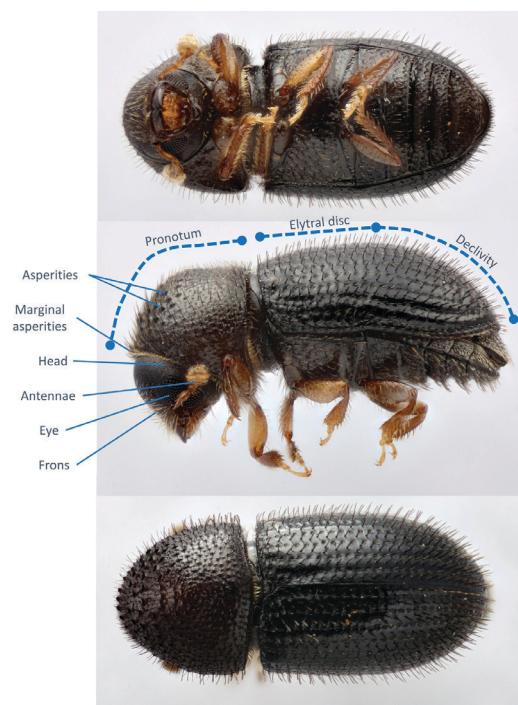 Elytral disc
Pronotum
Declivity
Asperities
Marginal
asperities
Head
Antennae
Eye
Frons